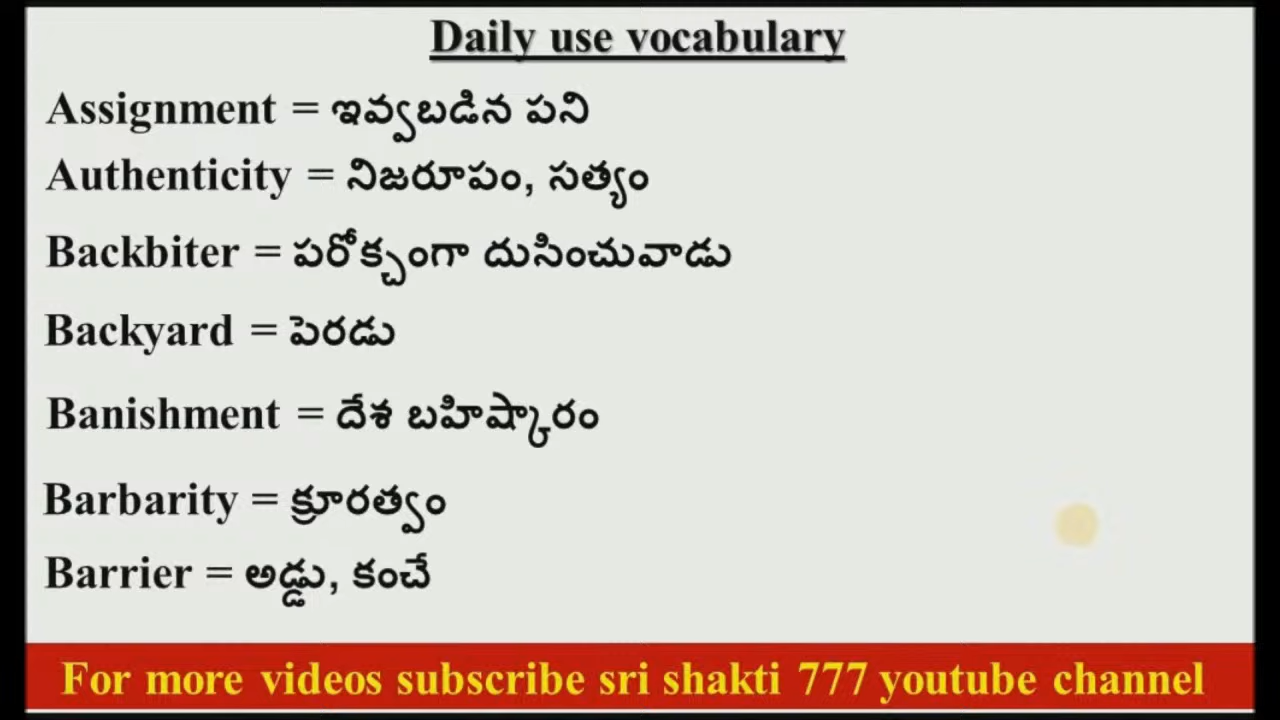 Daily use vocabulary
Assignment = ఇవ్వబడిన పని
Authenticity = నిజరూపం, సత్యం
Backbiter = పరోక్చంగా దుసించువాడు
Backyard = పెరడు
Banishment = దేశ బహిష్కారం
Barbarity = క్రూరత్వం
Barrier = అడ్డు, కంచే
For more videos subscribe sri shakti 777 youtube channel